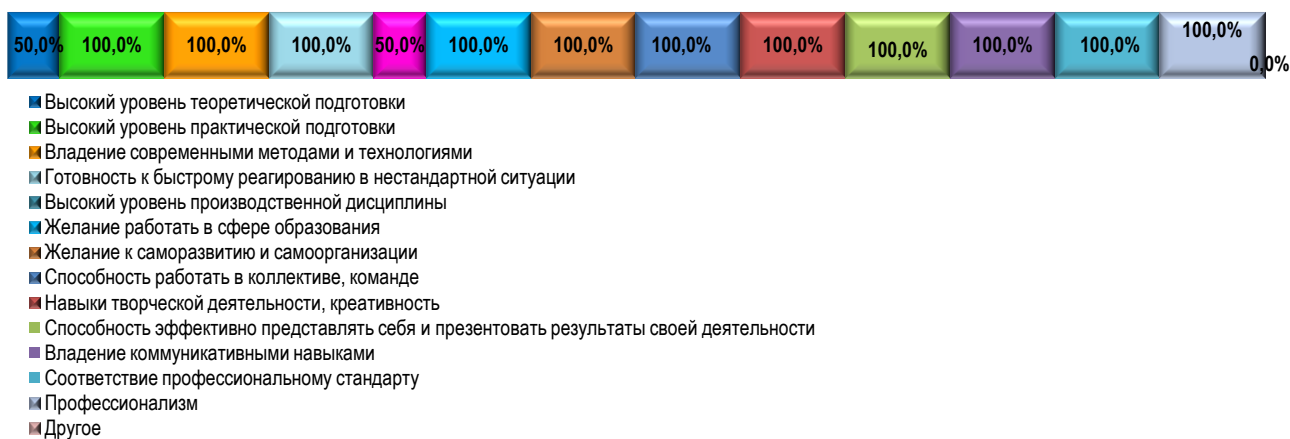 50,0% 100,0% 100,0% 100,0% 50,0% 100,0% 100,0% 100,0% 100,0% 100,0% 100,0% 100,0% 100,0% 0,0%
Высокий уровень теоретической подготовки
Высокий уровень практической подготовки
Владение современными методами и технологиями
Готовность к быстрому реагированию в нестандартной ситуации
Высокий уровень производственной дисциплины
Желание работать в сфере образования
Желание к саморазвитию и самоорганизации
Способность работать в коллективе, команде
Навыки творческой деятельности, креативность
Способность эффективно представлять себя и презентовать результаты своей деятельности
Владение коммуникативными навыками
Соответствие профессиональному стандарту
Профессионализм
Другое